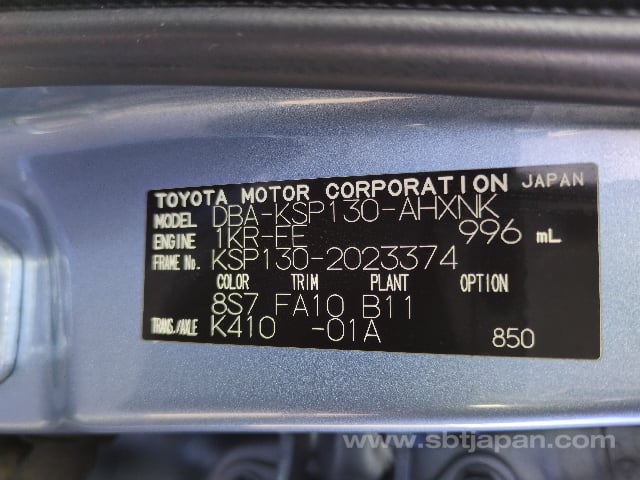 TOYOTA MOTOR CORPORATION JAPAN
MODEL DBA-KSP130-AHXNK
ENGINE 1KR-EE 996 mL
FRAME No. KSP130-2023374
COLOR TRIM PLANT OPTION
8S7 FA10 B11
TRANS./AXLE K410 -01A 850
www.sbtjapan.com